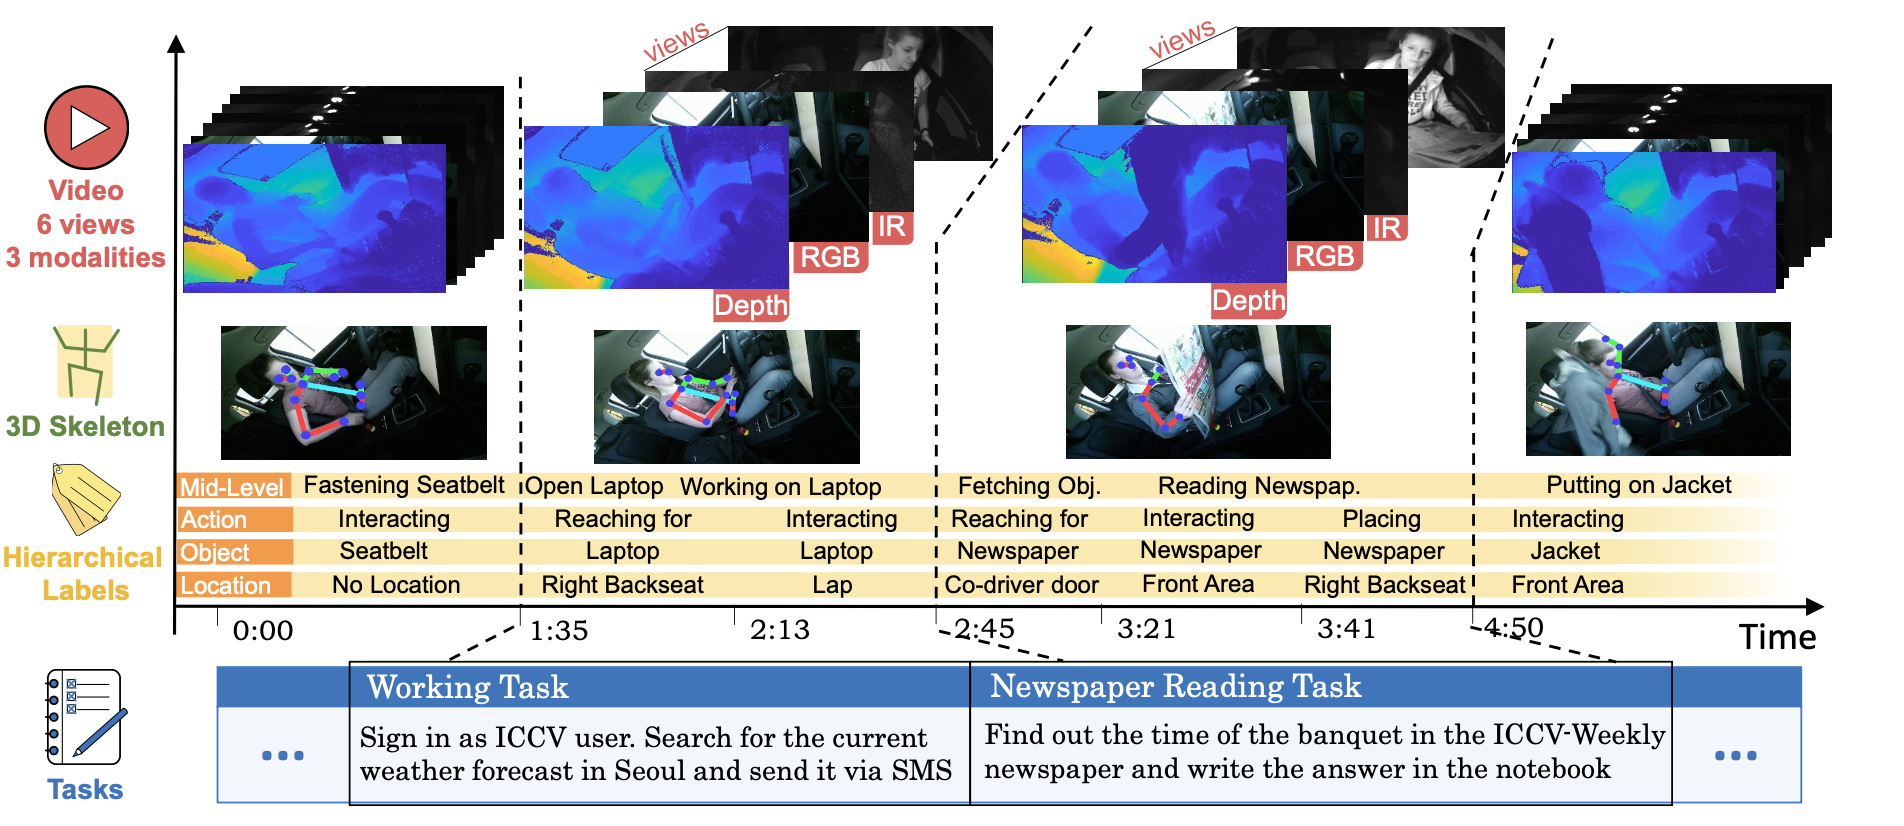 views
views
Video
6 views
3 modalities
IR
RGB
Depth
IR
RGB
Depth
3D Skeleton
Hierarchical
Labels
Mid-Level Fastening Seatbelt Open Laptop Working on Laptop Fetching Obj. Reading Newspap. Putting on Jacket
Action Interacting Reaching for Interacting Reaching for Interacting Placing Interacting
Object Seatbelt Laptop Laptop Newspaper Newspaper Newspaper Jacket
Location No Location Right Backseat Lap Co-driver door Front Area Right Backseat Front Area
0:00 1:35 2:13 2:45 3:21 3:41 4:50 Time
Tasks
Working Task
Sign in as ICCV user. Search for the current
weather forecast in Seoul and send it via SMS
Newspaper Reading Task
Find out the time of the banquet in the ICCV-Weekly
newspaper and write the answer in the notebook